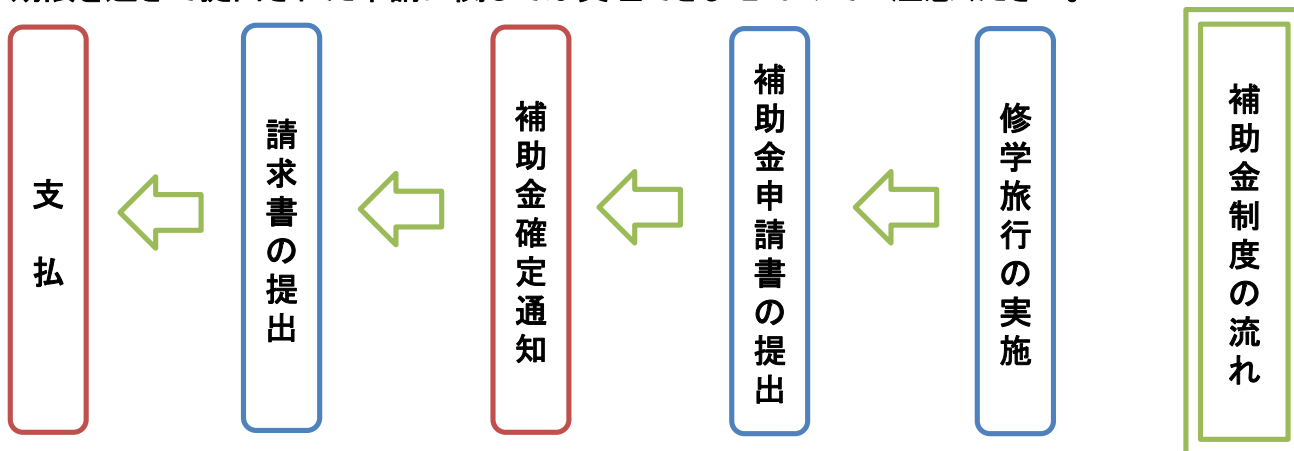 補助金制度の流れ
修学旅行の実施
補助金申請書の提出
補助金確定通知
請求書の提出
支払